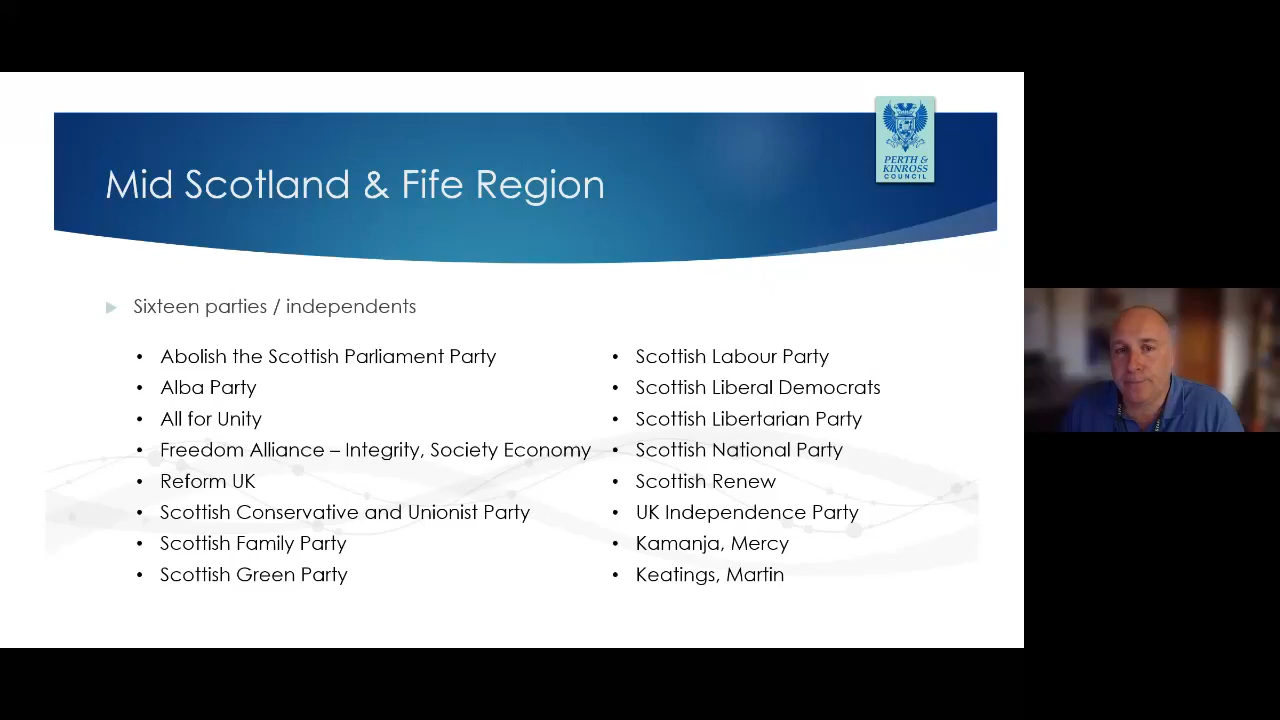 Mid Scotland & Fife Region
PERTH &
KINROSS
COUNCIL
Sixteen parties / independents
• Abolish the Scottish Parliament Party
• Alba Party
• All for Unity
• Freedom Alliance – Integrity, Society Economy
• Reform UK
• Scottish Conservative and Unionist Party
• Scottish Family Party
• Scottish Green Party
• Scottish Labour Party
• Scottish Liberal Democrats
• Scottish Libertarian Party
• Scottish National Party
• Scottish Renew
• UK Independence Party
• Kamanja, Mercy
• Keatings, Martin